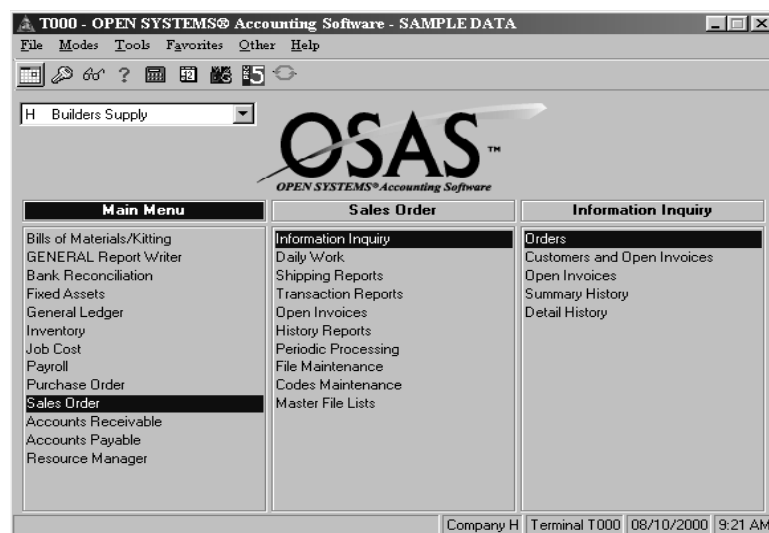 T000 - OPEN SYSTEMS® Accounting Software - SAMPLE DATA
File Modes Tools Favorites Other Help
H Builders Supply
OSAS™
OPEN SYSTEMS® Accounting Software
Main Menu
Bills of Materials/Kitting
GENERAL Report Writer
Bank Reconciliation
Fixed Assets
General Ledger
Inventory
Job Cost
Payroll
Purchase Order
Sales Order
Accounts Receivable
Accounts Payable
Resource Manager
Sales Order
Information Inquiry
Daily Work
Shipping Reports
Transaction Reports
Open Invoices
History Reports
Periodic Processing
File Maintenance
Codes Maintenance
Master File Lists
Information Inquiry
Orders
Customers and Open Invoices
Open Invoices
Summary History
Detail History
Company H Terminal T000 08/10/2000 9:21 AM